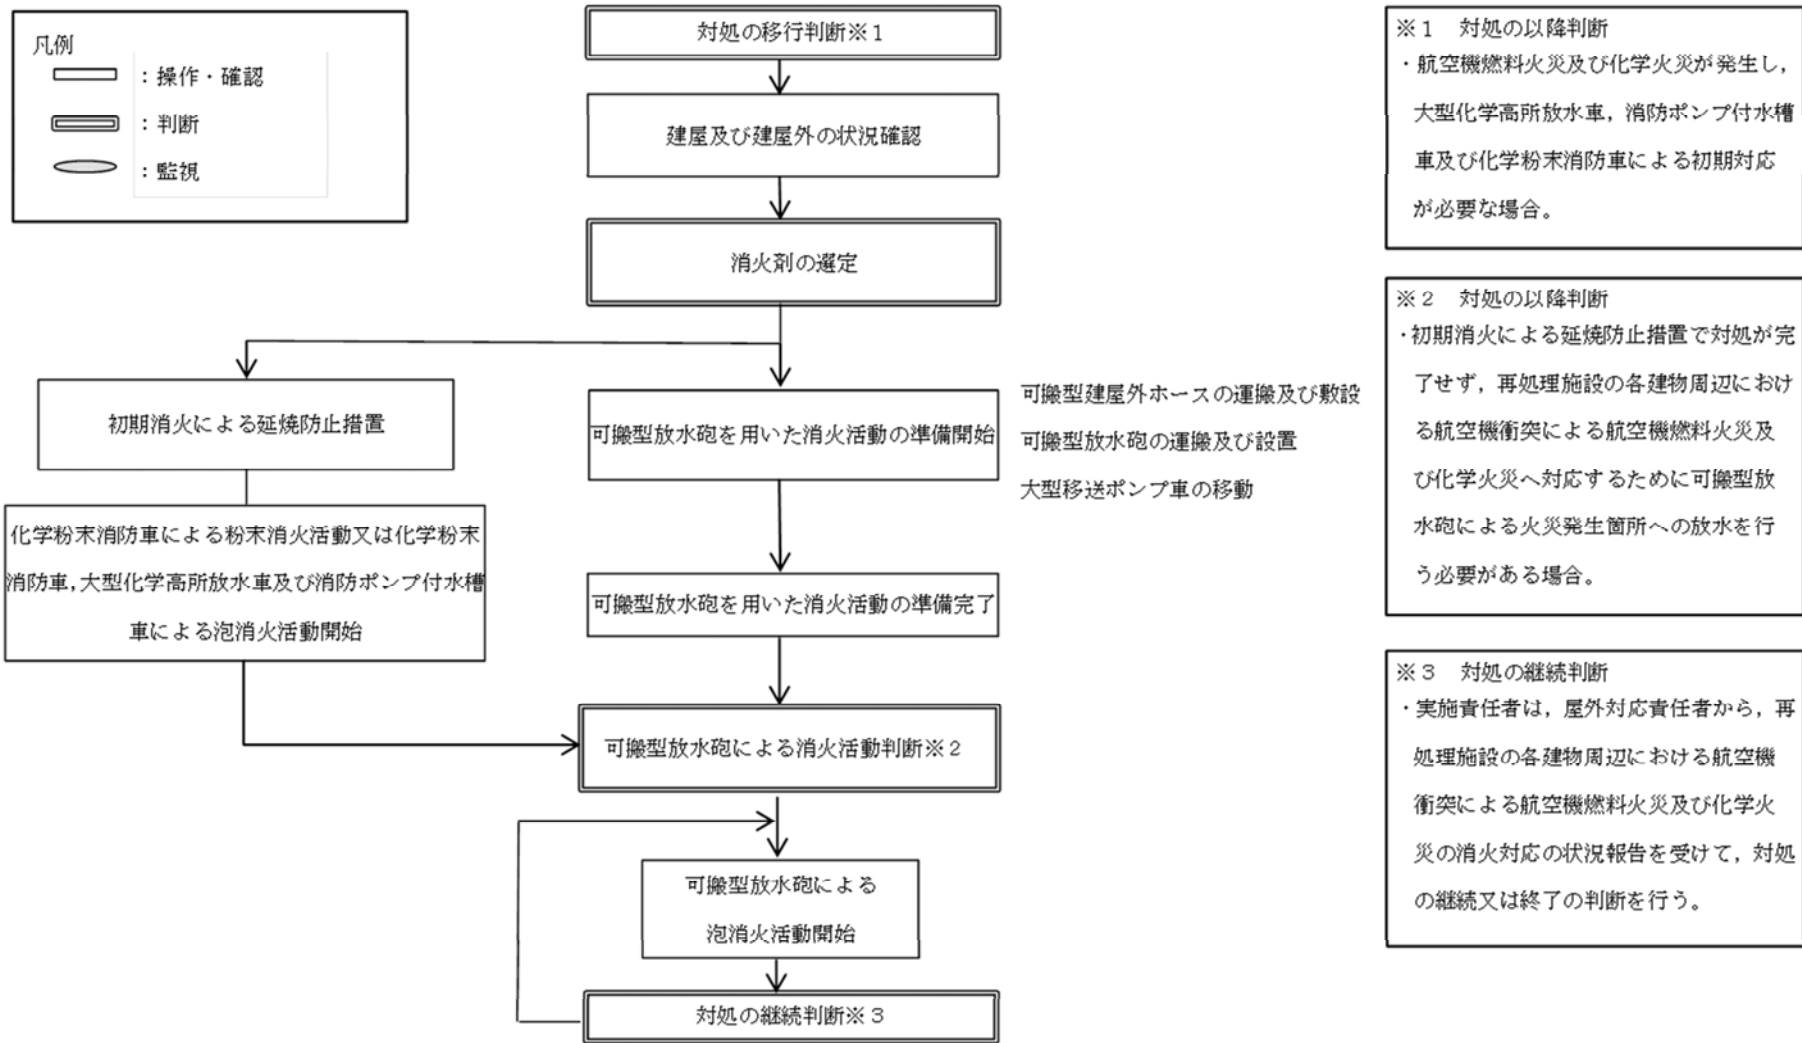 凡例
：操作・確認
：判断
：監視
対処の移行判断※１
建屋及び建屋外の状況確認
消火剤の選定
初期消火による延焼防止措置
化学粉末消防車による粉末消火活動又は化学粉末
消防車，大型化学高所放水車及び消防ポンプ付水槽
車による泡消火活動開始
可搬型放水砲を用いた消火活動の準備開始
可搬型建屋外ホースの運搬及び敷設
可搬型放水砲の運搬及び設置
大型移送ポンプ車の移動
可搬型放水砲を用いた消火活動の準備完了
可搬型放水砲による消火活動判断※２
可搬型放水砲による
泡消火活動開始
対処の継続判断※３
※１　対処の以降判断
・航空機燃料火災及び化学火災が発生し，
大型化学高所放水車，消防ポンプ付水槽
車及び化学粉末消防車による初期対応
が必要な場合。
※２　対処の以降判断
・初期消火による延焼防止措置で対処が完
了せず，再処理施設の各建物周辺におけ
る航空機衝突による航空機燃料火災及
び化学火災へ対応するために可搬型放
水砲による火災発生箇所への放水を行
う必要がある場合。
※３　対処の継続判断
・実施責任者は，屋外対応責任者から，再
処理施設の各建物周辺における航空機
衝突による航空機燃料火災及び化学火
災の消火対応の状況報告を受けて，対処
の継続又は終了の判断を行う。